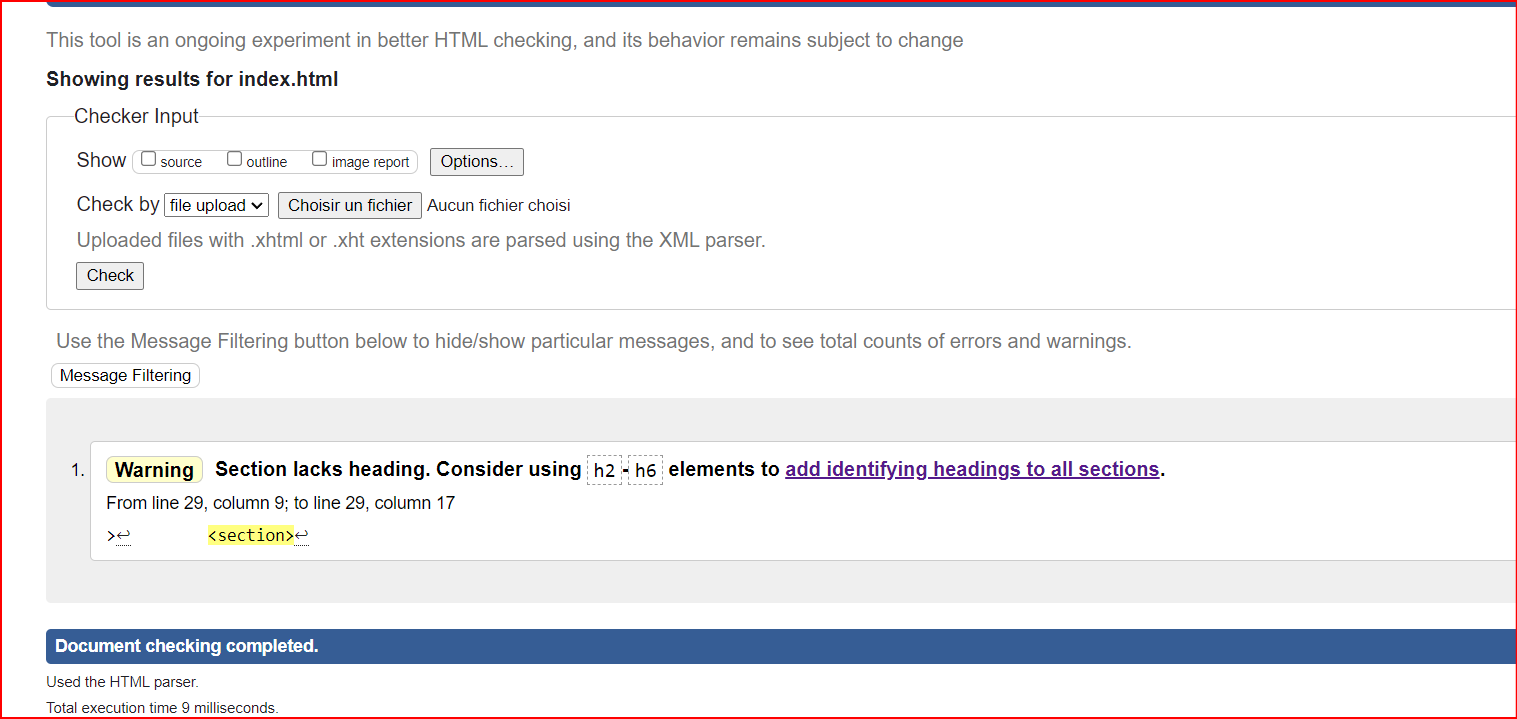 This tool is an ongoing experiment in better HTML checking, and its behavior remains subject to change
Showing results for index.html
Checker Input
Show source outline image report Options…
Check by file upload Choisir un fichier Aucun fichier choisi
Uploaded files with .xhtml or .xht extensions are parsed using the XML parser.
Check
Use the Message Filtering button below to hide/show particular messages, and to see total counts of errors and warnings.
Message Filtering
1. Warning Section lacks heading. Consider using h2-h6 elements to add identifying headings to all sections.
From line 29, column 9; to line 29, column 17
>↩ <section>↩
Document checking completed.
Used the HTML parser.
Total execution time 9 milliseconds.